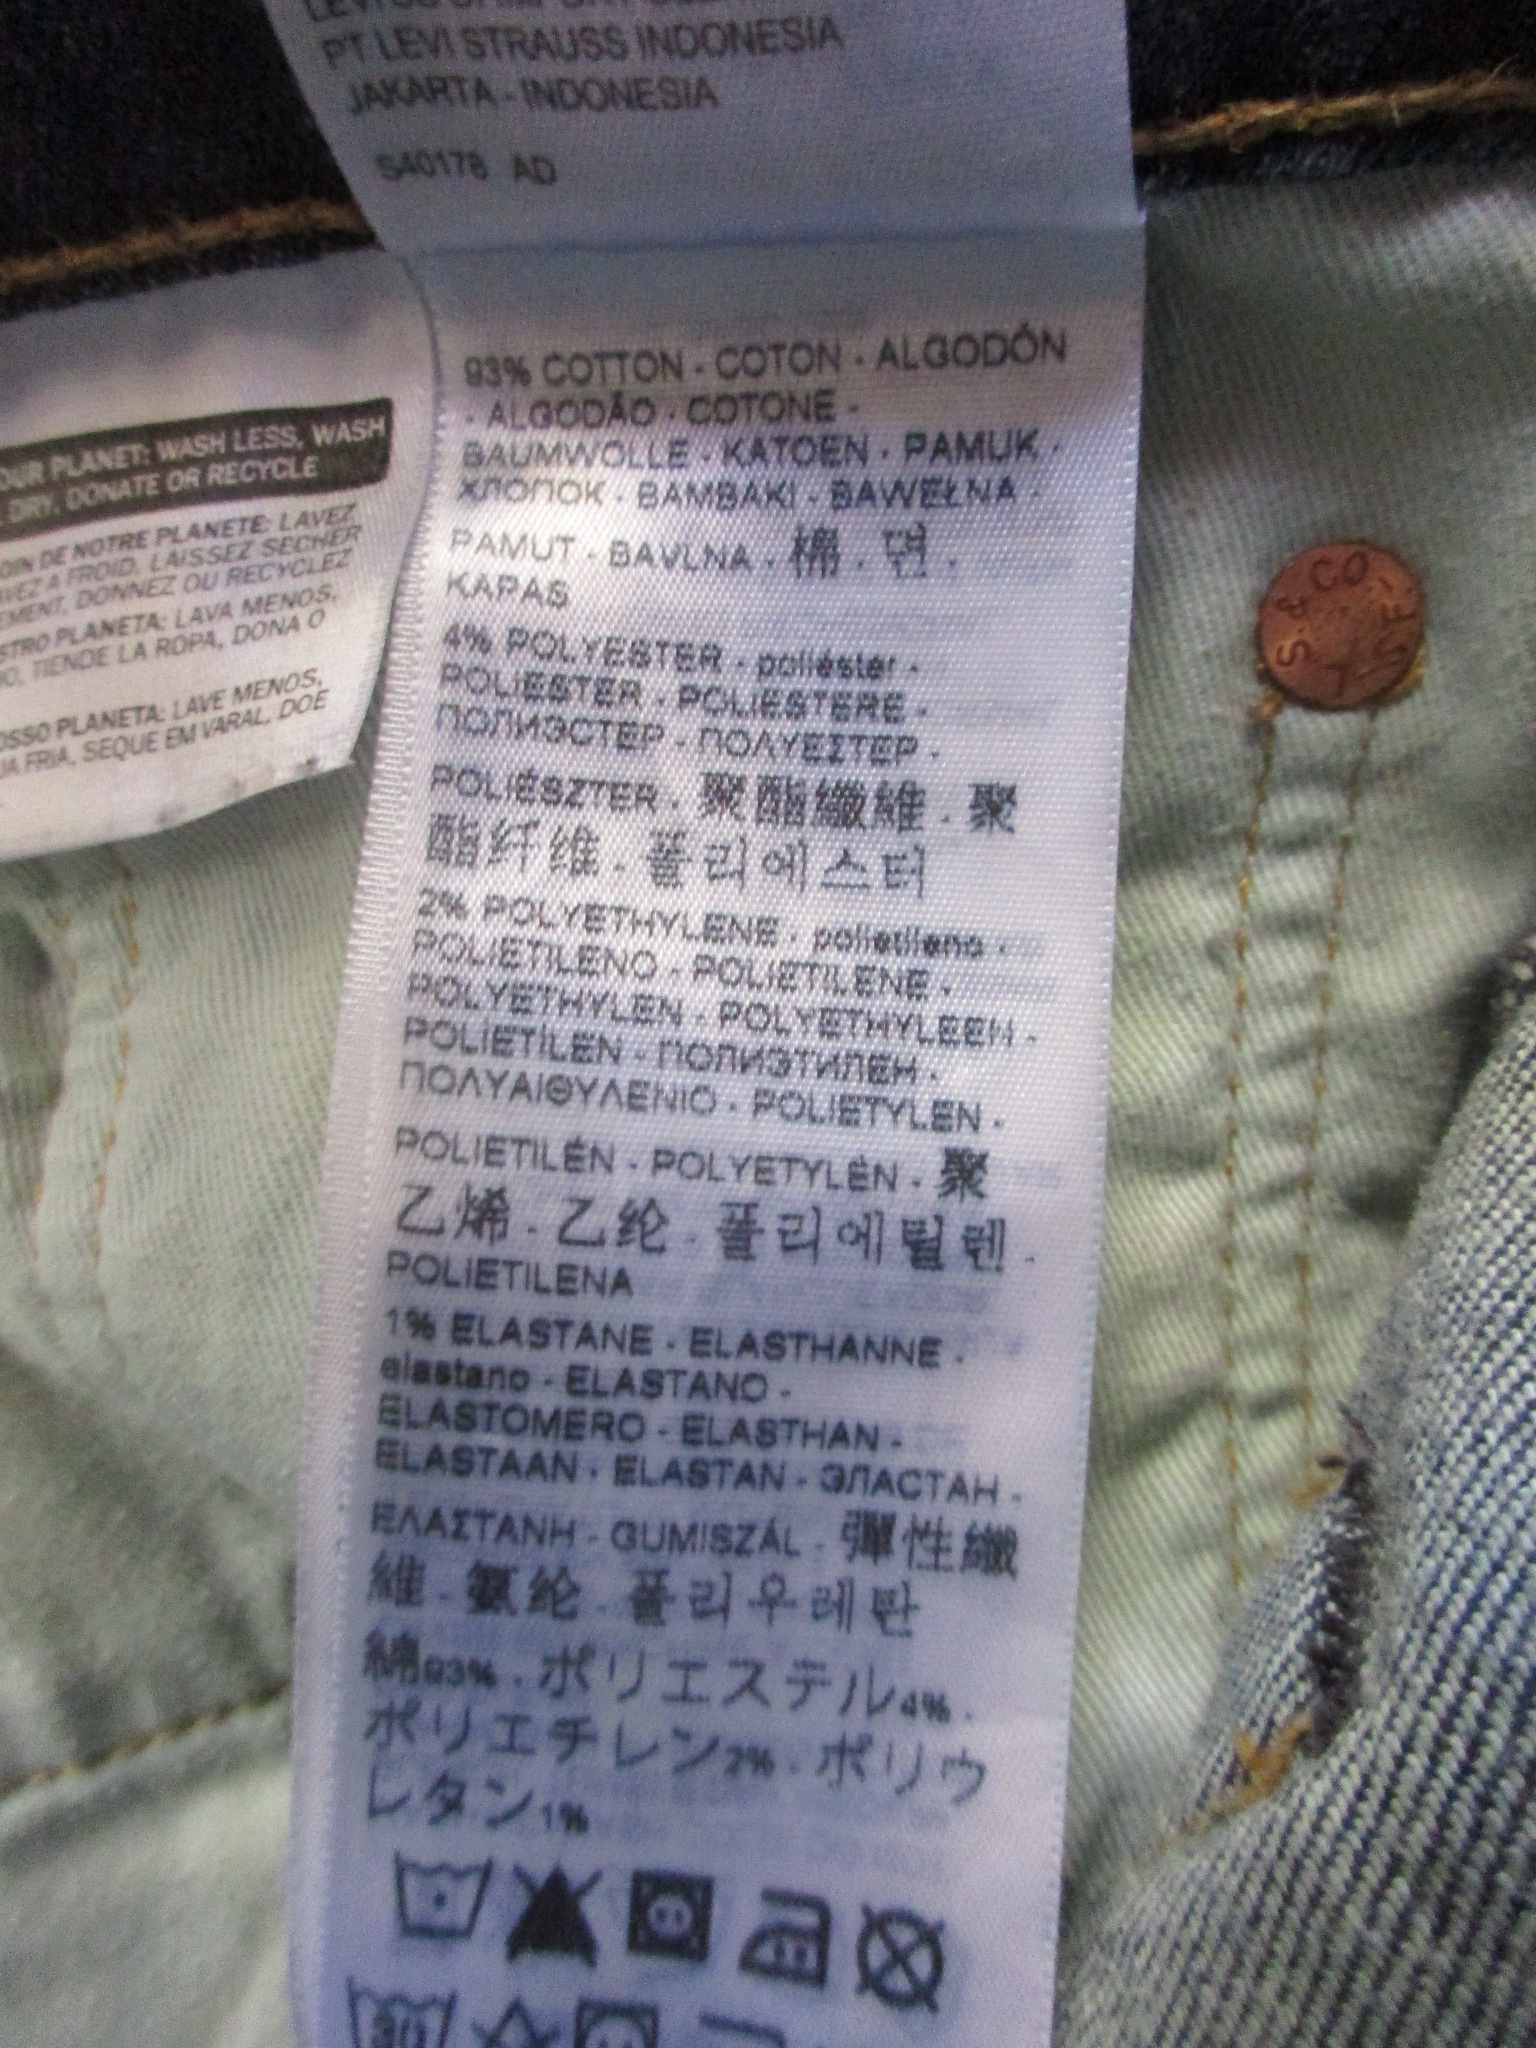 PT. LEVI STRAUSS INDONESIA
JAKARTA - INDONESIA
S40178 AD
93% COTTON - COTON - ALGODÓN
- ALGODÃO - COTONE -
BAUMWOLLE - KATOEN - PAMUK -
ХЛОПОК - BAMBAKI - BAWEŁNA -
PAMUT - BAVLNA - 棉 - 면 -
KAPAS
4% POLYESTER - poliéster -
POLIESTER - POLIESTERE -
ПОЛИЭСТЕР - ΠΟΛΥΕΣΤΕΡ -
POLIÉSZTER - 聚酯纖維 - 聚
酯纤维 - 폴리에스터
2% POLYETHYLENE - polietileno -
POLIETILENO - POLIETILENE -
POLYETHYLEN - POLYETHYLEEN -
POLİETİLEN - ПОЛИЭТИЛЕН -
ΠΟΛΥΑΙΘΥΛΕΝΙΟ - POLIETYLEN -
POLIETILÉN - POLYETYLÉN - 聚
乙烯 - 乙纶 - 폴리에틸렌 -
POLIETILENA
1% ELASTANE - ELASTHANNE -
elastano - ELASTANO -
ELASTOMERO - ELASTHAN -
ELASTAAN - ELASTAN - ЭЛАСТАН -
ΕΛΑΣΤΑΝΗ - GUMISZÁL - 彈性纖
維 - 氨纶 - 폴리우레탄
綿93% - ポリエステル4% -
ポリエチレン2% - ポリウ
レタン1%
30
OUR PLANET: WASH LESS, WASH
DRY, DONATE OR RECYCLE
DE NOTRE PLANETE: LAVEZ
A FROID, LAISSEZ SECHER
DONNEZ OU RECYCLEZ
PLANETA: LAVA MENOS,
TIENDE LA ROPA, DONA O
PLANETA: LAVE MENOS,
FRIA, SEQUE EM VARAL, DOE
L.S. & CO - S.F.